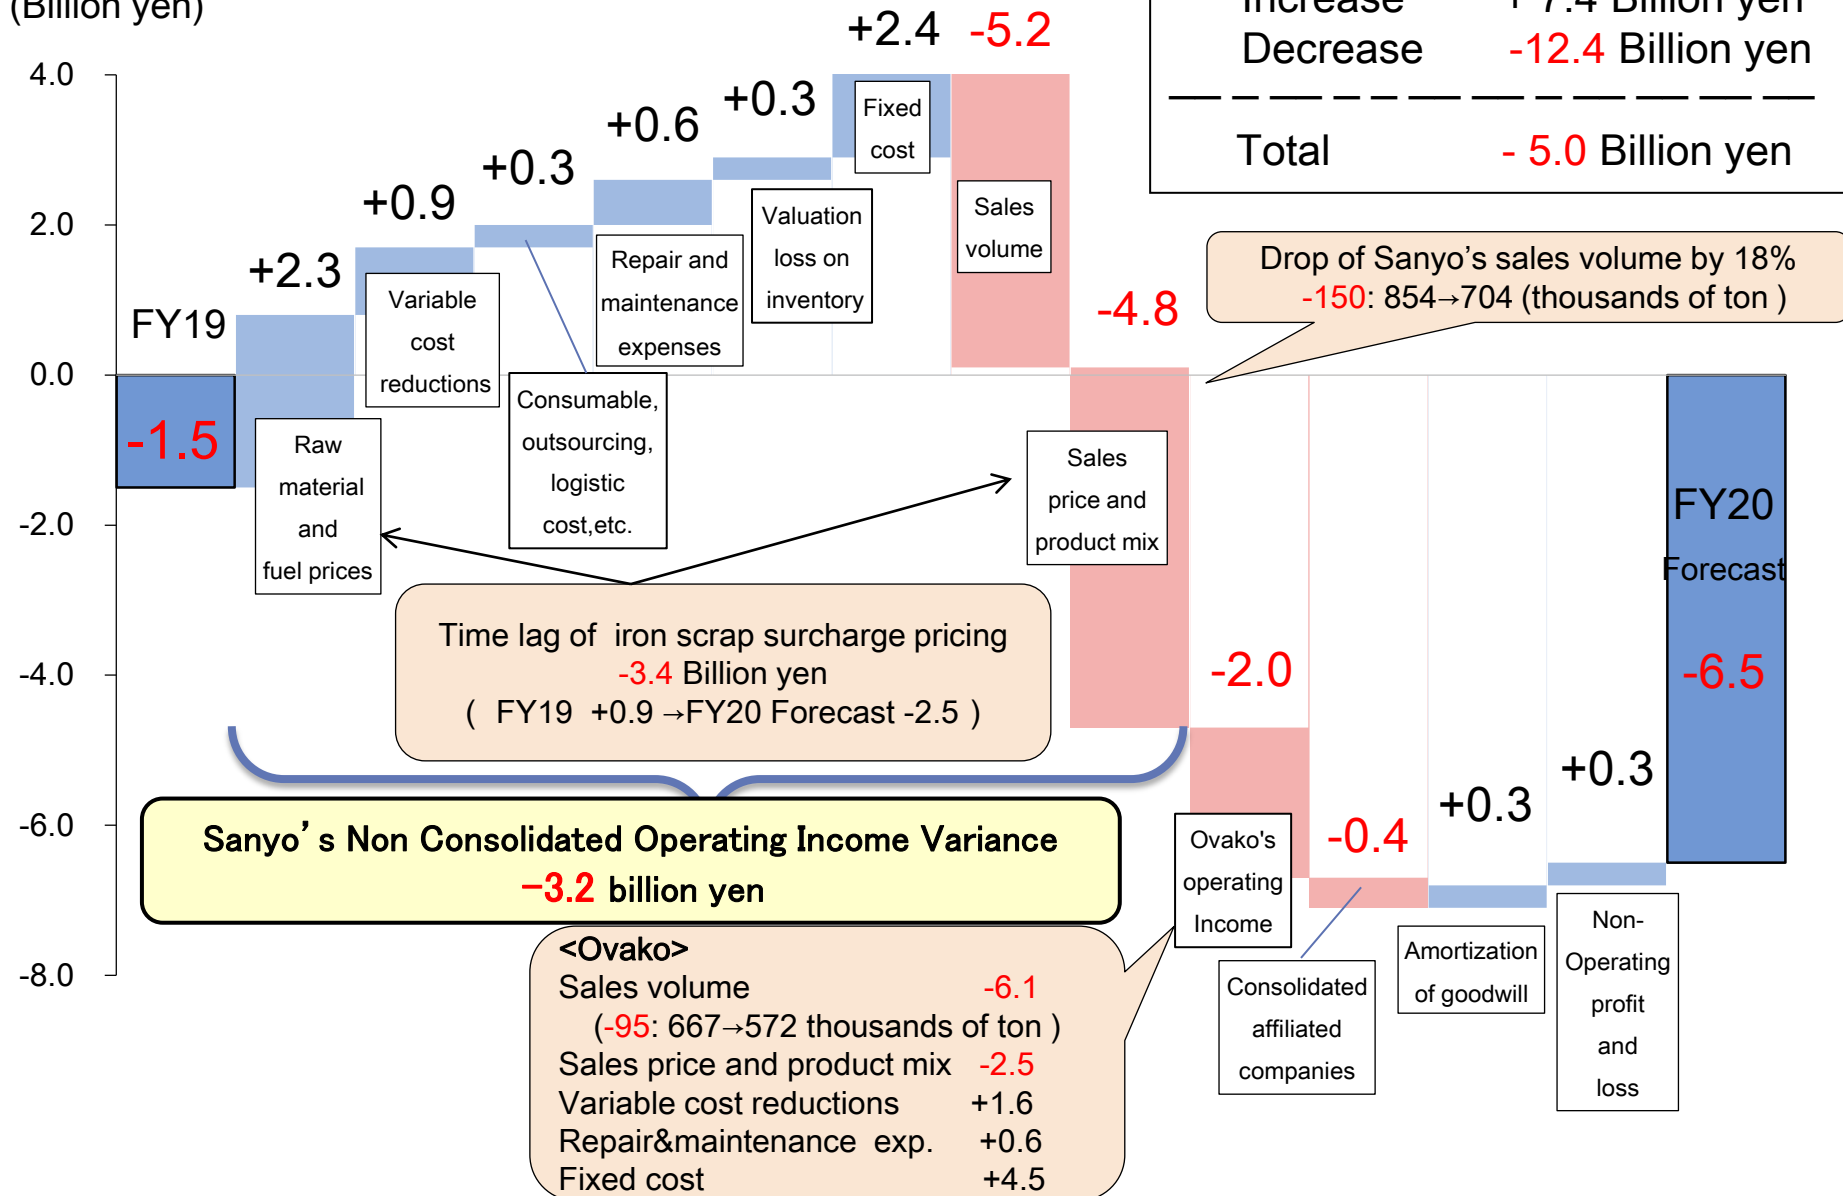 (Billion yen)
Increase + 7.4 Billion yen
Decrease -12.4 Billion yen
Total - 5.0 Billion yen
4.0
2.0
0.0
-2.0
-4.0
-6.0
-8.0
FY19
-1.5
+2.3
Raw
material
and
fuel prices
+0.9
Variable
cost
reductions
+0.3
Consumable,
outsourcing,
logistic
cost,etc.
+0.6
Repair and
maintenance
expenses
+0.3
Valuation
loss on
inventory
+2.4
Fixed
cost
-5.2
Sales
volume
-4.8
Sales
price and
product mix
Drop of Sanyo's sales volume by 18%
-150: 854→704 (thousands of ton )
Time lag of iron scrap surcharge pricing
-3.4 Billion yen
( FY19 +0.9 →FY20 Forecast -2.5 )
Sanyo's Non Consolidated Operating Income Variance
-3.2 billion yen
-2.0
Ovako's
operating
Income
-0.4
Consolidated
affiliated
companies
+0.3
Amortization
of goodwill
+0.3
Non-
Operating
profit
and
loss
FY20
Forecast
-6.5
<Ovako>
Sales volume -6.1
(-95: 667→572 thousands of ton )
Sales price and product mix -2.5
Variable cost reductions +1.6
Repair&maintenance exp. +0.6
Fixed cost +4.5